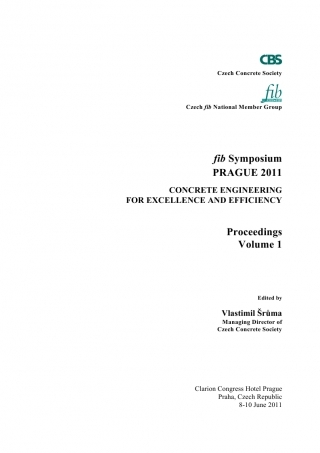 CBS
Czech Concrete Society
fib
Czech fib National Member Group
fib Symposium
PRAGUE 2011
CONCRETE ENGINEERING
FOR EXCELLENCE AND EFFICIENCY
Proceedings
Volume 1
Edited by
Vlastimil Šrůma
Managing Director of
Czech Concrete Society
Clarion Congress Hotel Prague
Praha, Czech Republic
8-10 June 2011